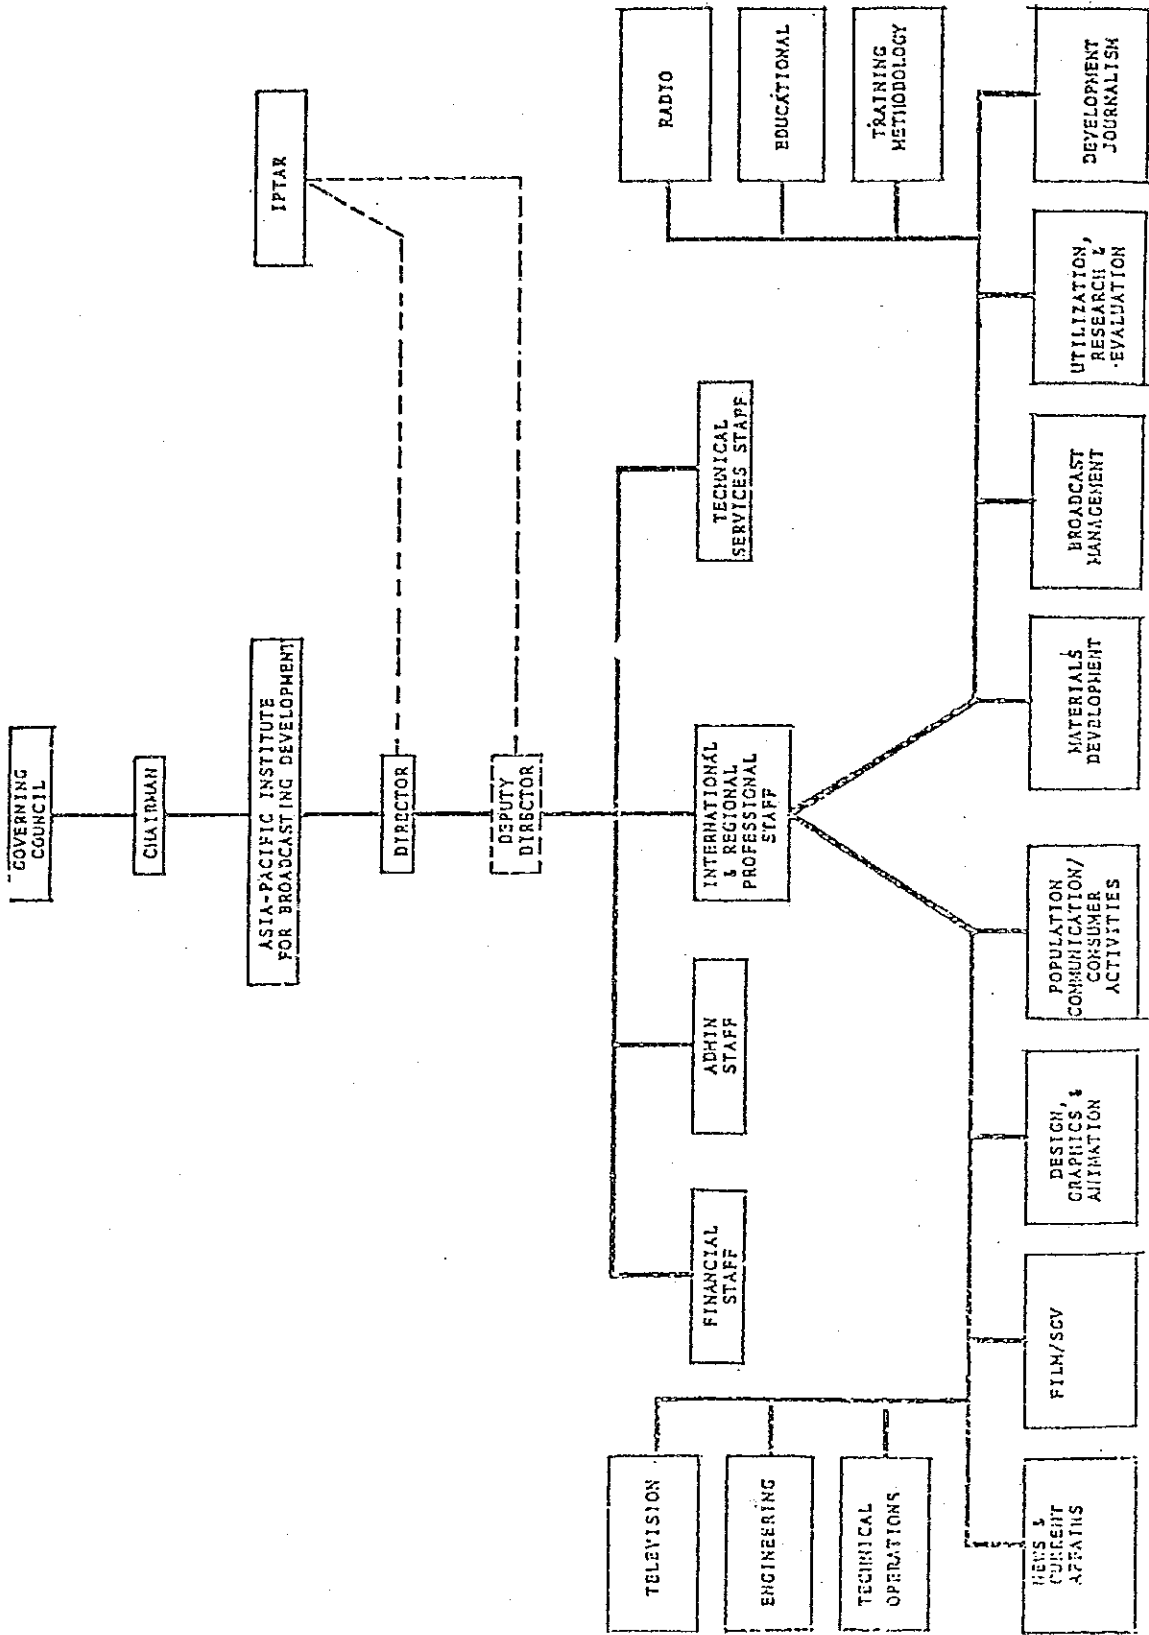 GOVERNING
COUNCIL
CHAIRMAN
ASIA-PACIFIC INSTITUTE
FOR BROADCASTING DEVELOPMENT
IPTAR
DIRECTOR
DEPUTY
DIRECTOR
FINANCIAL
STAFF
ADMIN
STAFF
INTERNATIONAL
& REGIONAL
PROFESSIONAL
STAFF
TECHNICAL
SERVICES STAFF
TELEVISION
ENGINEERING
TECHNICAL
OPERATIONS
RADIO
EDUCATIONAL
TRAINING
METHODOLOGY
NEWS &
CURRENT
AFFAIRS
FILM/SGV
DESIGN,
GRAPHICS &
ANIMATION
POPULATION
COMMUNICATION/
CONSUMER
ACTIVITIES
MATERIALS
DEVELOPMENT
BROADCAST
MANAGEMENT
UTILIZATION,
RESEARCH &
EVALUATION
DEVELOPMENT
JOURNALISM